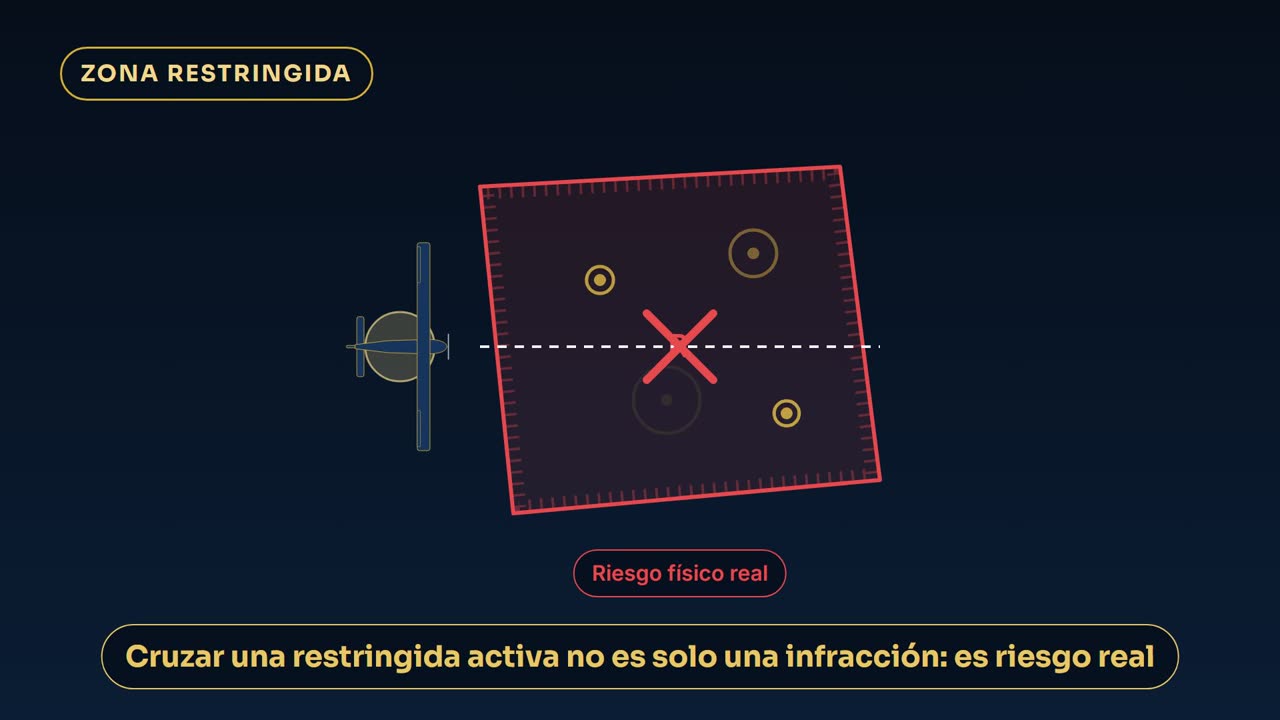 ZONA RESTRINGIDA
Riesgo físico real
Cruzar una restringida activa no es solo una infracción: es riesgo real